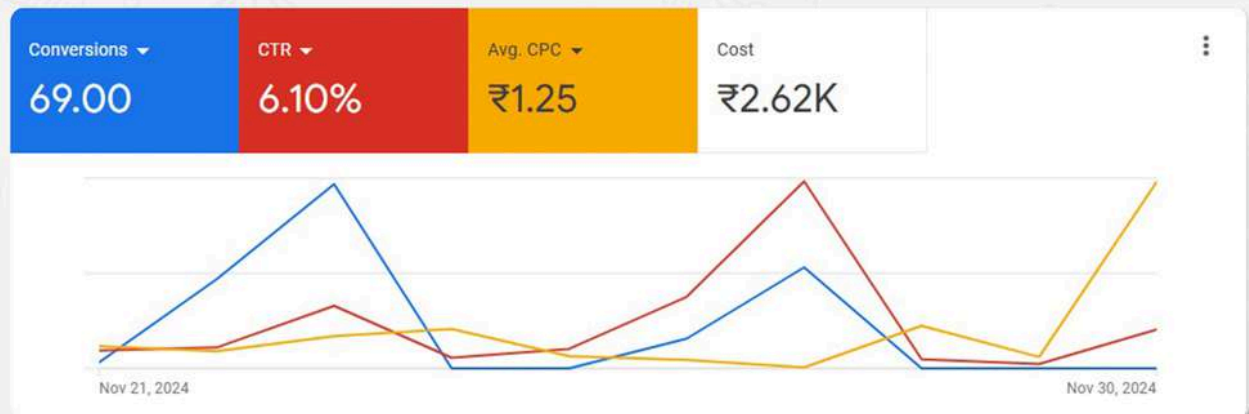 Conversions
CTR
Avg. CPC
Cost
69.00
6.10%
₹1.25
₹2.62K
Nov 21, 2024
Nov 30, 2024